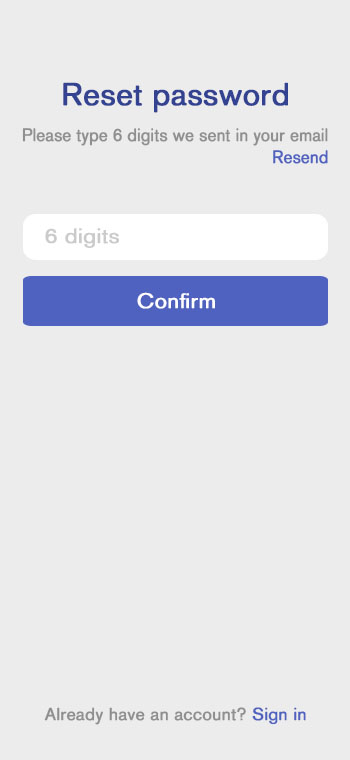 Reset password
Please type 6 digits we sent in your email
Resend
6 digits
Confirm
Already have an account? Sign in